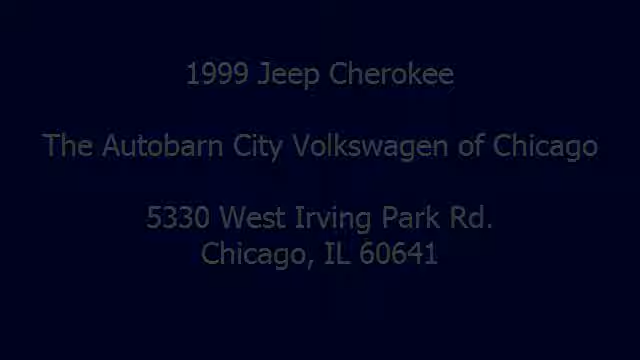 1999 Jeep Cherokee
The Autobarn City Volkswagen of Chicago
5330 West Irving Park Rd.
Chicago, IL 60641